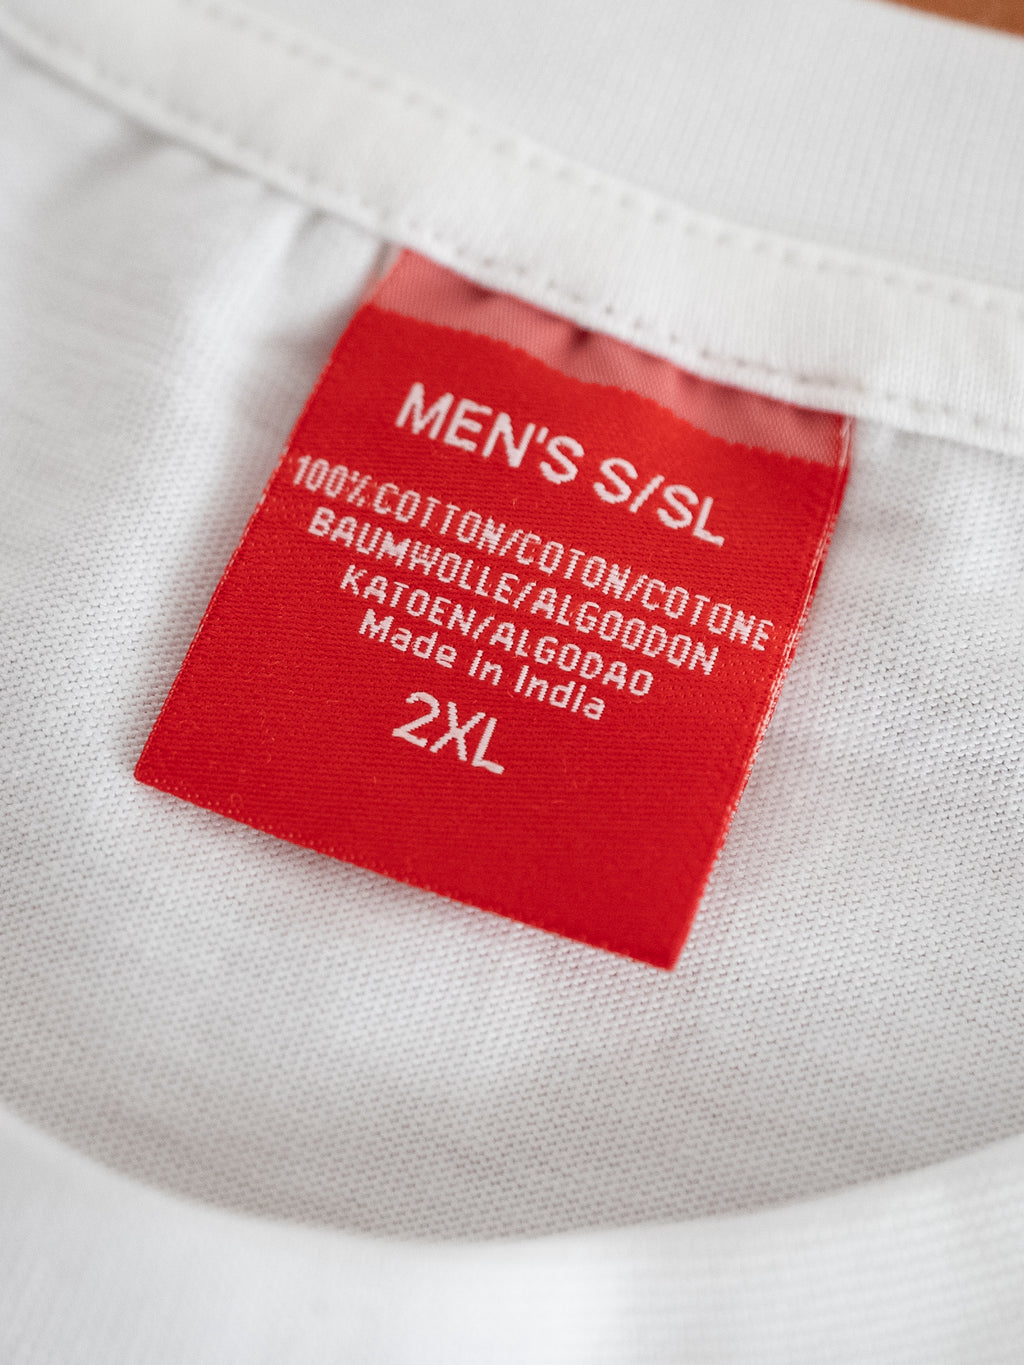 MEN'S S/SL
100% COTTON/COTON/COTONE
BAUMWOLLE/ALGOODON
KATOEN/ALGODAO
Made in India
2XL